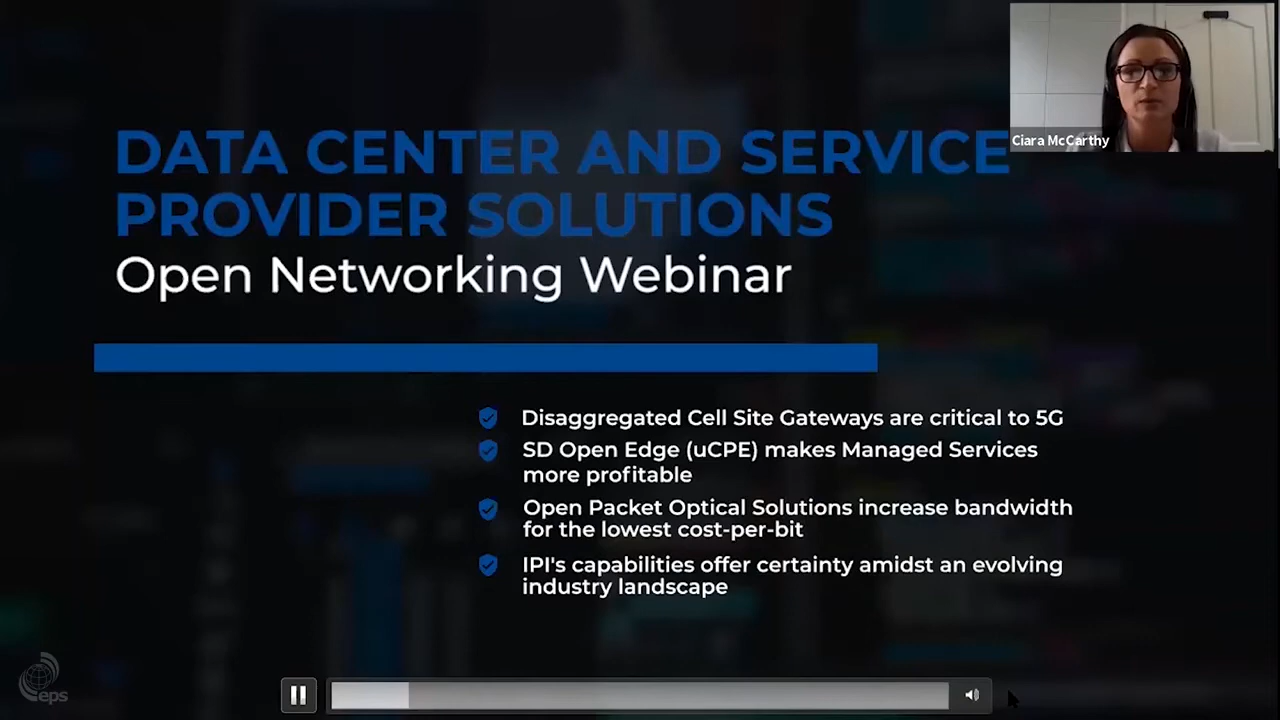 DATA CENTER AND SERVICE
PROVIDER SOLUTIONS
Open Networking Webinar
Ciara McCarthy
Disaggregated Cell Site Gateways are critical to 5G
SD Open Edge (uCPE) makes Managed Services
more profitable
Open Packet Optical Solutions increase bandwidth
for the lowest cost-per-bit
IPI's capabilities offer certainty amidst an evolving
industry landscape
eps